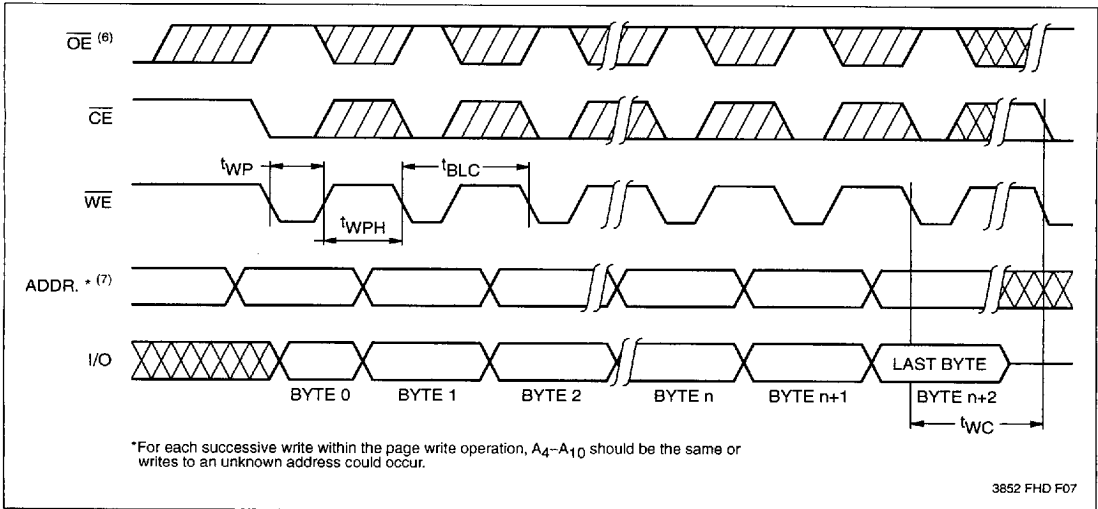 OE (6)
CE
tWP
tBLC
WE
tWPH
ADDR. * (7)
I/O
LAST BYTE
BYTE 0 BYTE 1 BYTE 2 BYTE n BYTE n+1 BYTE n+2
tWC
*For each successive write within the page write operation, A4–A10 should be the same or
writes to an unknown address could occur.
3852 FHD F07